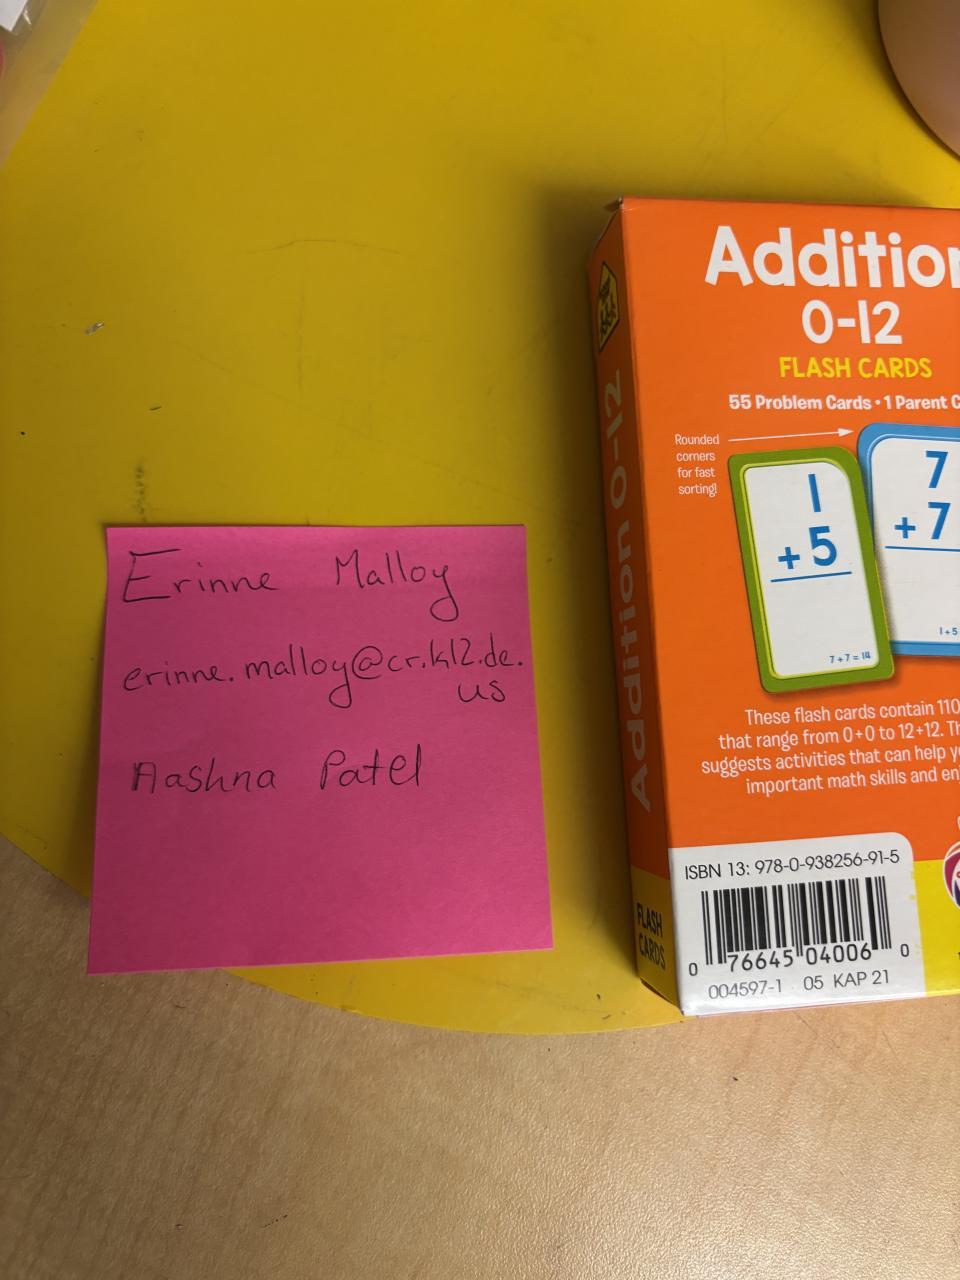 Erinne Malloy
erinne.malloy@cr.k12.de.
us
Aashna Patel
Addition
0-12
FLASH CARDS
55 Problem Cards • 1 Parent C
Rounded
corners
for fast
sorting!
1
+ 5
7 + 7 = 14
7
+ 7
1 + 5
These flash cards contain 110
that range from 0+0 to 12+12. Th
suggests activities that can help y
important math skills and en
Addition 0-12
FLASH
CARDS
ISBN 13: 978-0-938256-91-5
0 76645 04006 0
004597-1 05 KAP 21